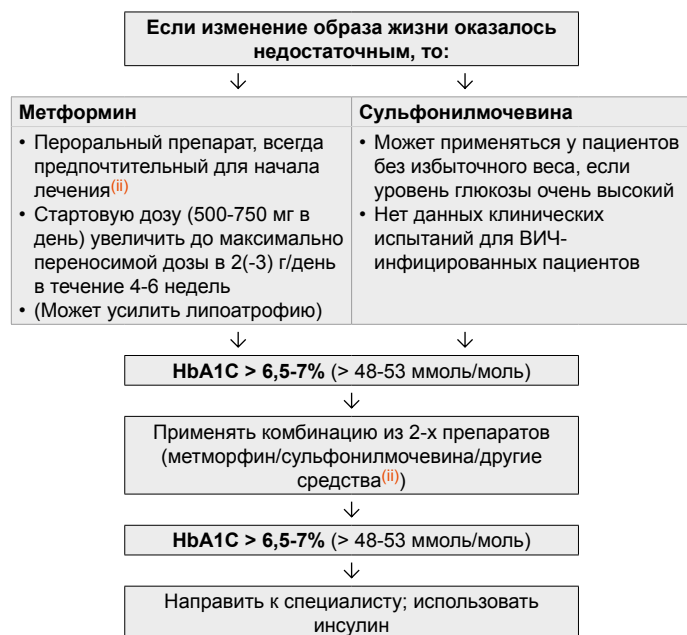 Если изменение образа жизни оказалось
недостаточным, то:
Метформин
• Пероральный препарат, всегда
предпочтительный для начала
лечения(ii)
• Стартовую дозу (500-750 мг в
день) увеличить до максимально
переносимой дозы в 2(-3) г/день
в течение 4-6 недель
• (Может усилить липоатрофию)
Сульфонилмочевина
• Может применяться у пациентов
без избыточного веса, если
уровень глюкозы очень высокий
• Нет данных клинических
испытаний для ВИЧ-
инфицированных пациентов
HbA1C > 6,5-7% (> 48-53 ммоль/моль)
Применять комбинацию из 2-х препаратов
(метморфин/сульфонилмочевина/другие
средства(ii))
HbA1C > 6,5-7% (> 48-53 ммоль/моль)
Направить к специалисту; использовать
инсулин